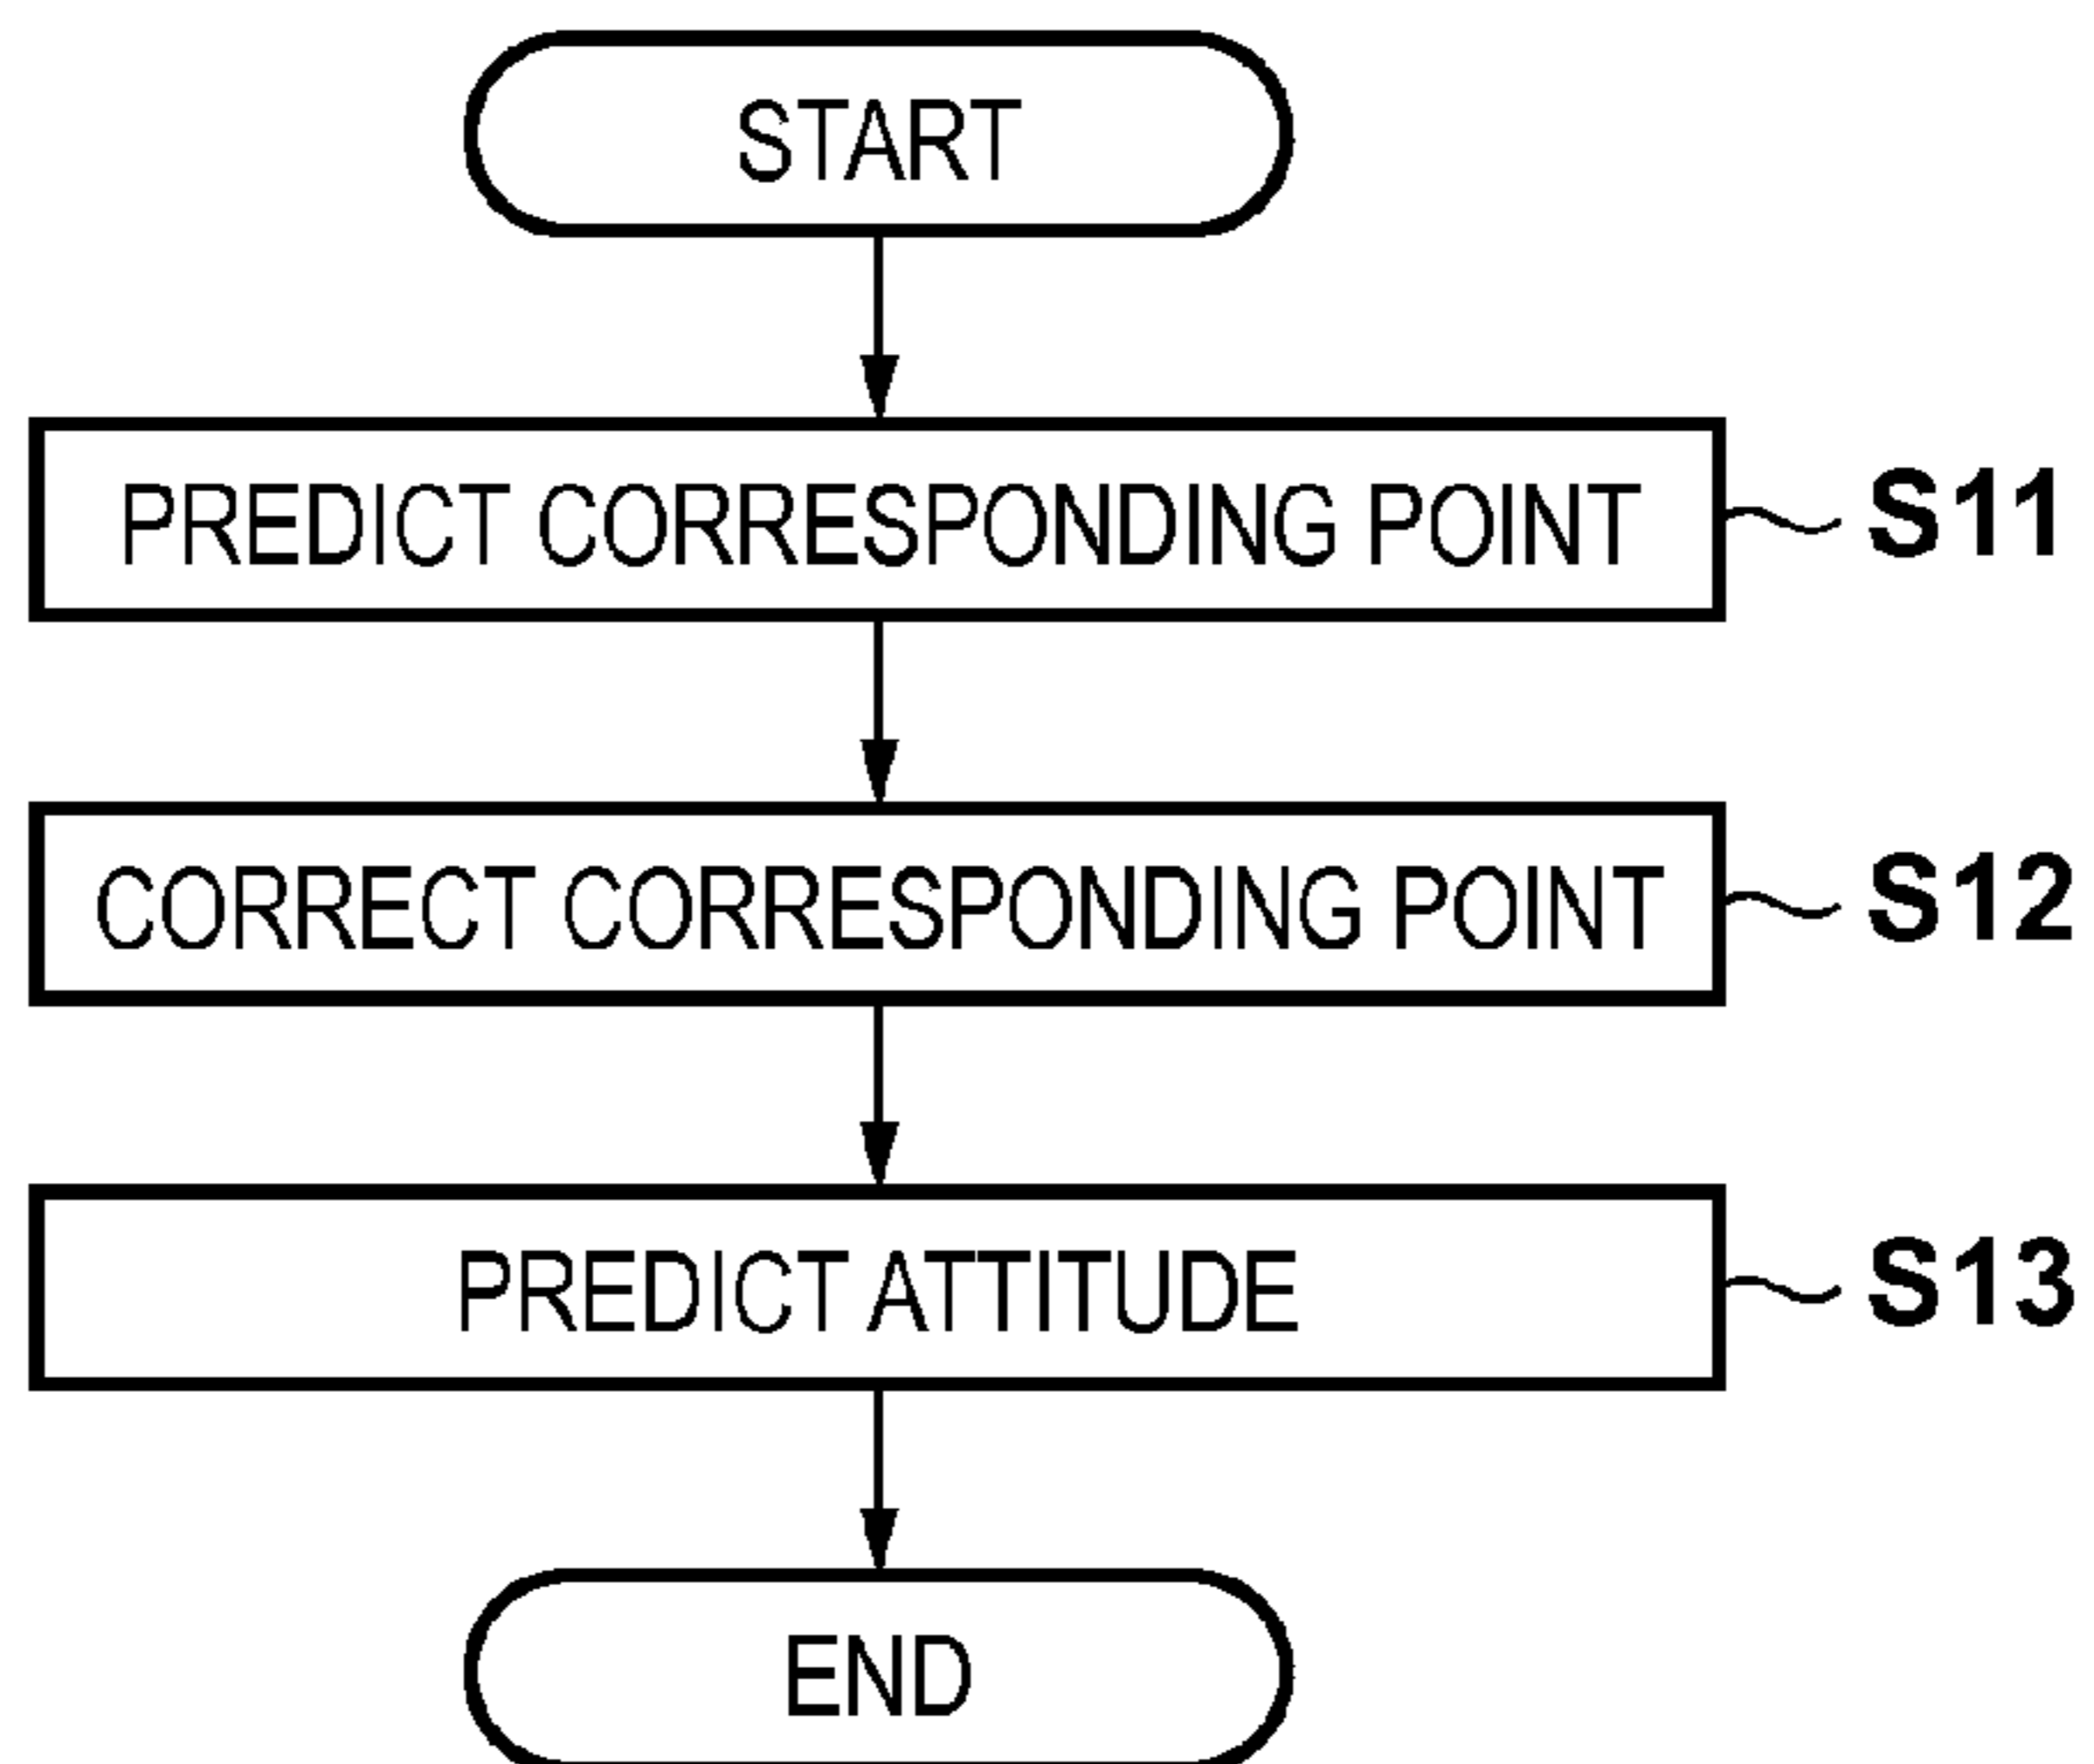 START
PREDICT CORRESPONDING POINT S11
CORRECT CORRESPONDING POINT S12
PREDICT ATTITUDE S13
END